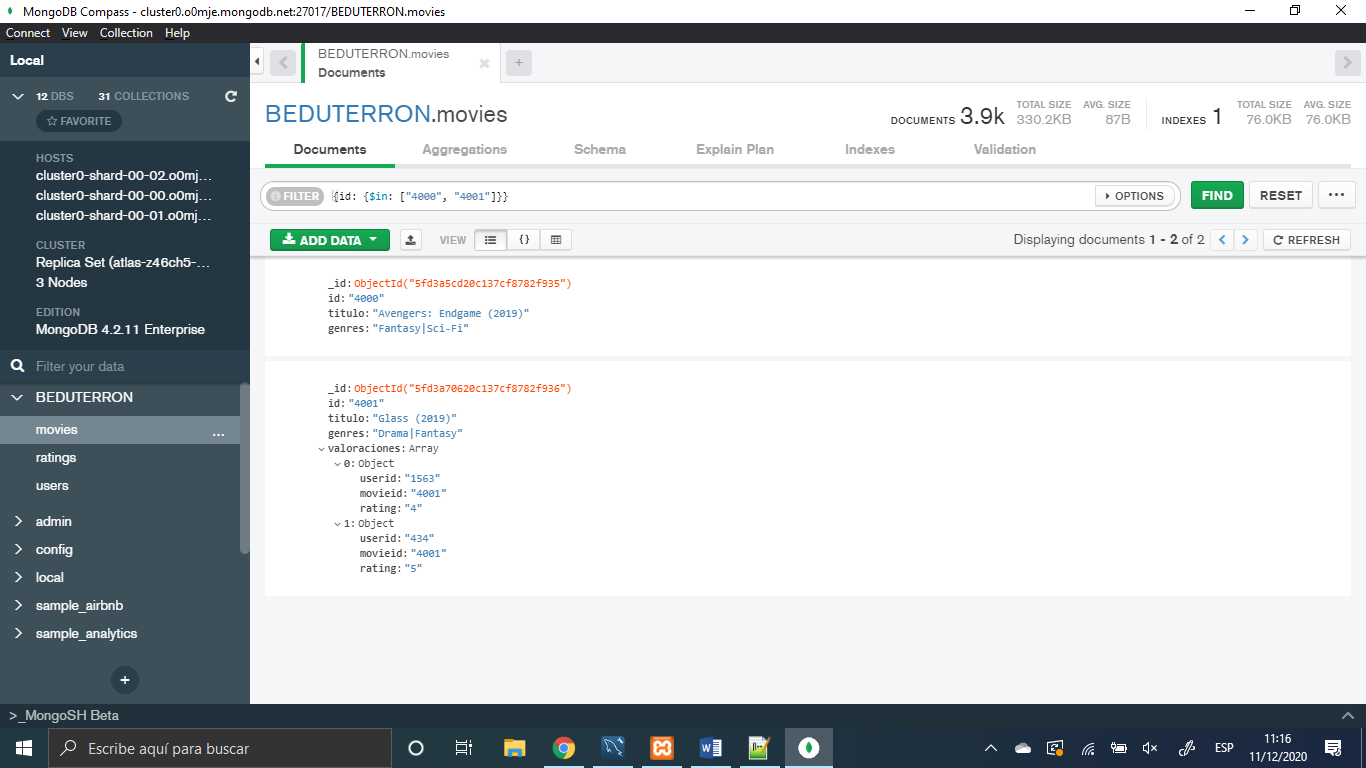 MongoDB Compass - cluster0.o0mje.mongodb.net:27017/BEDUTERRON.movies
Connect View Collection Help
Local
12 DBS 31 COLLECTIONS
FAVORITE
HOSTS
cluster0-shard-00-02.o0mj...
cluster0-shard-00-00.o0mj...
cluster0-shard-00-01.o0mj...
CLUSTER
Replica Set (atlas-z46ch5-...
3 Nodes
EDITION
MongoDB 4.2.11 Enterprise
Filter your data
BEDUTERRON
movies ...
ratings
users
admin
config
local
sample_airbnb
sample_analytics
+
BEDUTERRON.movies
Documents
+
BEDUTERRON.movies
DOCUMENTS 3.9k TOTAL SIZE 330.2KB AVG. SIZE 87B INDEXES 1 TOTAL SIZE 76.0KB AVG. SIZE 76.0KB
Documents Aggregations Schema Explain Plan Indexes Validation
FILTER {id: {$in: ["4000", "4001"]}} OPTIONS FIND RESET ...
ADD DATA VIEW {} Displaying documents 1 - 2 of 2 REFRESH
_id: ObjectId("5fd3a5cd20c137cf8782f935")
id: "4000"
titulo: "Avengers: Endgame (2019)"
genres: "Fantasy|Sci-Fi"
_id: ObjectId("5fd3a70620c137cf8782f936")
id: "4001"
titulo: "Glass (2019)"
genres: "Drama|Fantasy"
valoraciones: Array
0: Object
userid: "1563"
movieid: "4001"
rating: "4"
1: Object
userid: "434"
movieid: "4001"
rating: "5"
>_MongoSH Beta
Escribe aquí para buscar
ESP
11:16
11/12/2020